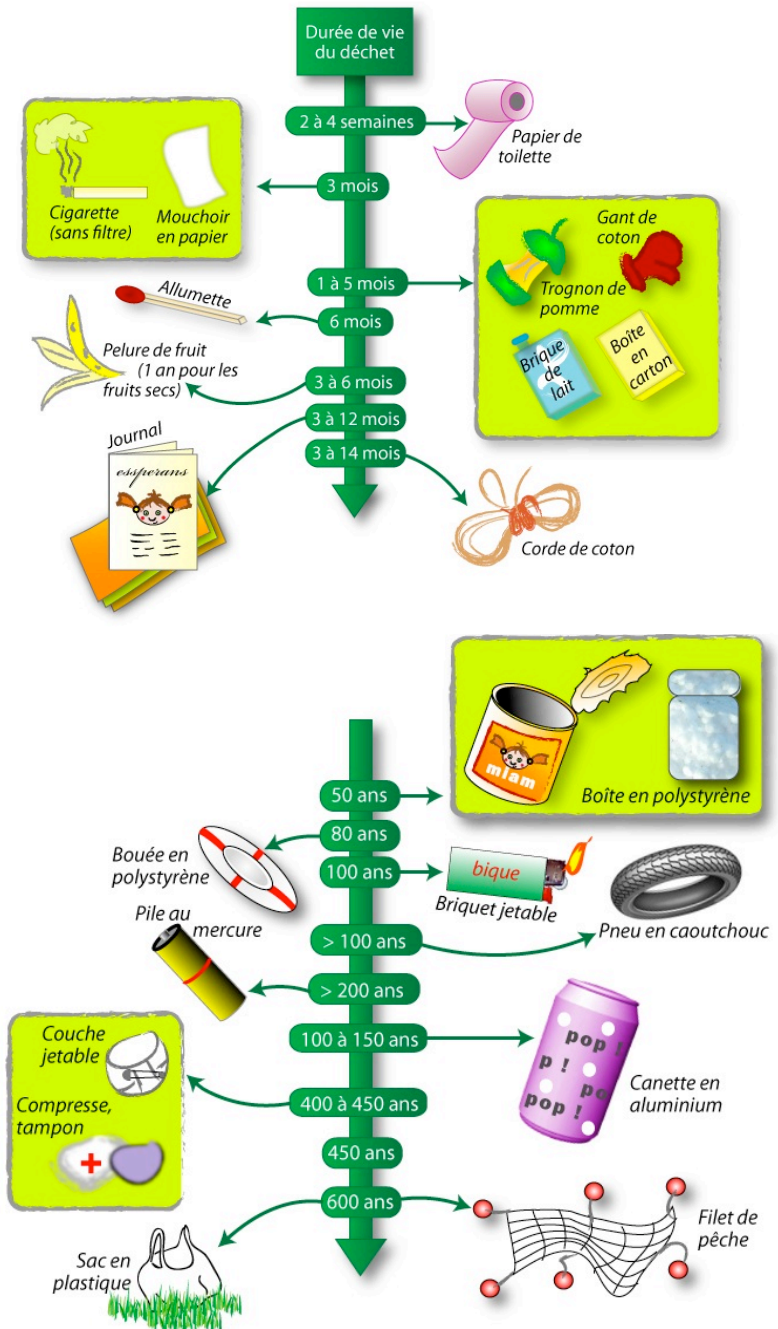 Durée de vie
du déchet
2 à 4 semaines
Papier de
toilette
3 mois
Cigarette
(sans filtre)
Mouchoir
en papier
1 à 5 mois
Gant de
coton
Trognon de
pomme
Brique
de
lait
Boîte
en
carton
Allumette
6 mois
Pelure de fruit
(1 an pour les
fruits secs)
3 à 6 mois
3 à 12 mois
Journal
essperans
3 à 14 mois
Corde de coton
miam
Boîte en polystyrène
50 ans
80 ans
Bouée en
polystyrène
100 ans
bique
Briquet jetable
Pneu en caoutchouc
> 100 ans
Pile au
mercure
> 200 ans
100 à 150 ans
pop !
p !
po
pop !
Canette en
aluminium
Couche
jetable
Compresse,
tampon
400 à 450 ans
450 ans
600 ans
Sac en
plastique
Filet de
pêche